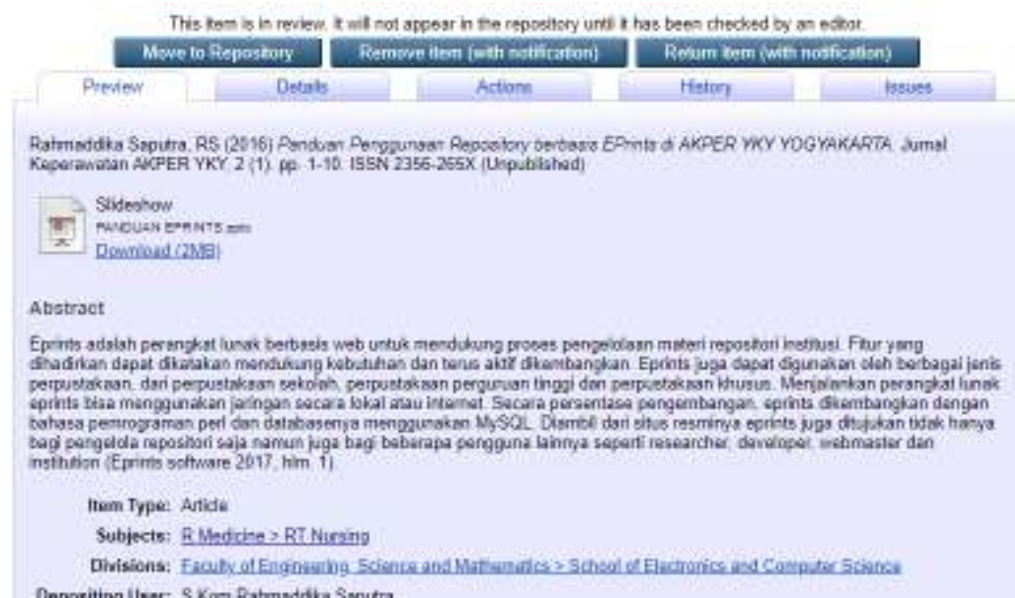 This item is in review. It will not appear in the repository until it has been checked by an editor.
Move to Repository Remove item (with notification) Return item (with notification)
Preview Details Actions History Issues
Rahmaddika Saputra, RS (2016) Panduan Penggunaan Repository berbasis EPrints di AKPER YKY YOGYAKARTA. Jurnal
Keperawatan AKPER YKY, 2 (1). pp. 1-10. ISSN 2356-265X (Unpublished)
Slideshow
PANDUAN EPRINTS.pptx
Download (2MB)
Abstract
Eprints adalah perangkat lunak berbasis web untuk mendukung proses pengelolaan materi repositori institusi. Fitur yang
dihadirkan dapat dikatakan mendukung kebutuhan dan terus aktif dikembangkan. Eprints juga dapat digunakan oleh berbagai jenis
perpustakaan, dari perpustakaan sekolah, perpustakaan perguruan tinggi dan perpustakaan khusus. Menjalankan perangkat lunak
eprints bisa menggunakan jaringan secara lokal atau internet. Secara persentase pengembangan, eprints dikembangkan dengan
bahasa pemrograman perl dan databasenya menggunakan MySQL. Diambil dari situs resminya eprints juga ditujukan tidak hanya
bagi pengelola repositori saja namun juga bagi beberapa pengguna lainnya seperti researcher, developer, webmaster dan
institution (Eprints software 2017, hlm. 1).
Item Type: Article
Subjects: R Medicine > RT Nursing
Divisions: Faculty of Engineering, Science and Mathematics > School of Electronics and Computer Science
Depositing User: S.Kom Rahmaddika Saputra